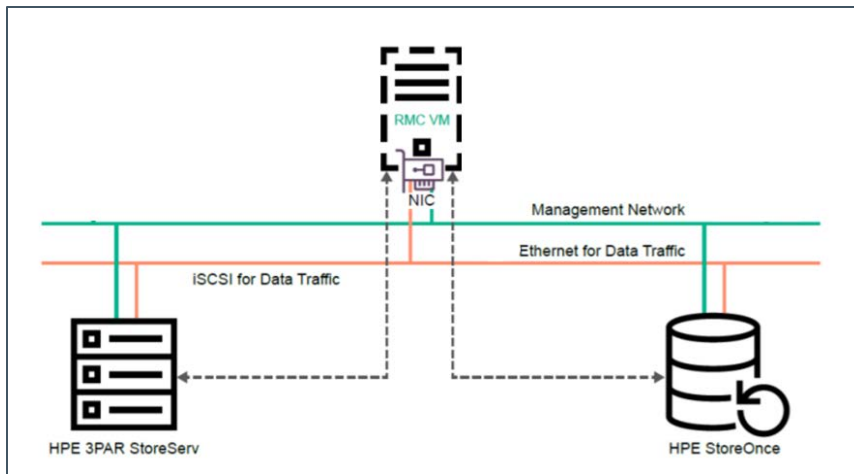 RMC VM
NIC
Management Network
Ethernet for Data Traffic
iSCSI for Data Traffic
HPE 3PAR StoreServ
HPE StoreOnce